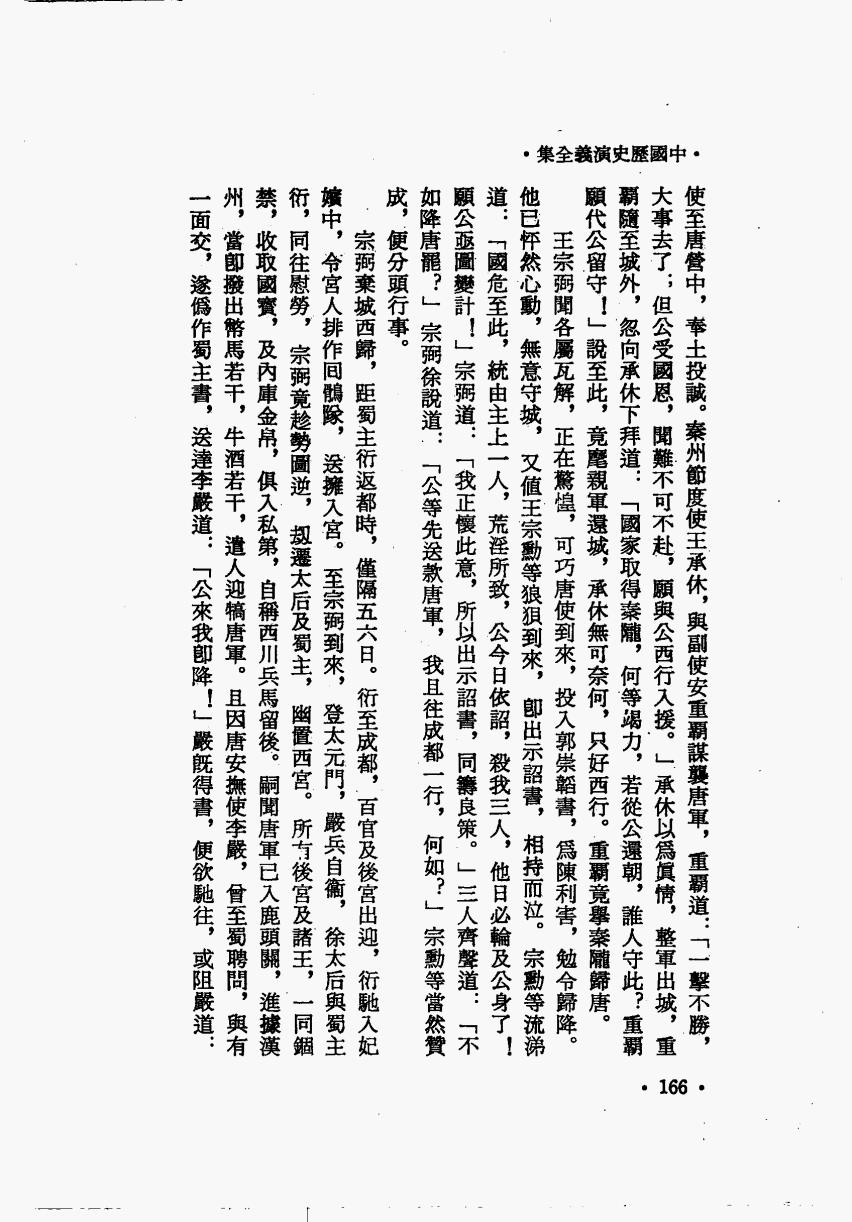 ·中國歷史演義全集·
使至唐營中，奉土投誠。秦州節度使王承休，與副使安重霸謀襲唐軍，重霸道：「一擊不勝，
大事去了；但公受國恩，聞難不可不赴，願與公西行入援。」承休以爲眞情，整軍出城，重
霸隨至城外，忽向承休下拜道：「國家取得秦隴，何等竭力，若從公還朝，誰人守此？重霸
願代公留守！」說至此，竟麾親軍還城，承休無可奈何，只好西行。重霸竟舉秦隴歸唐。
王宗弼聞各屬瓦解，正在驚惶，可巧唐使到來，投入郭崇韜書，爲陳利害，勉令歸降。
他已怦然心動，無意守城，又值王宗勳等狼狽到來，卽出示詔書，相持而泣。宗勳等流涕
道：「國危至此，統由主上一人，荒淫所致，公今日依詔，殺我三人，他日必輪及公身了！
願公亟圖變計！」宗弼道：「我正懷此意，所以出示詔書，同籌良策。」三人齊聲道：「不
如降唐罷？」宗弼徐說道：「公等先送款唐軍，我且往成都一行，何如？」宗勳等當然贊
成，便分頭行事。
宗弼棄城西歸，距蜀主衍返都時，僅隔五六日。衍至成都，百官及後宮出迎，衍馳入妃
嬪中，令宮人排作回鶻隊，送擁入宮。至宗弼到來，登太元門，嚴兵自衞，徐太后與蜀主
衍，同往慰勞，宗弼竟趁勢圖逆，刼遷太后及蜀主，幽置西宮。所有後宮及諸王，一同錮
禁，收取國寶，及內庫金帛，俱入私第，自稱西川兵馬留後。嗣聞唐軍已入鹿頭關，進據漢
州，當卽撥出幣馬若干，牛酒若干，遣人迎犒唐軍。且因唐安撫使李嚴，曾至蜀聘問，與有
一面交，遂僞作蜀主書，送達李嚴道：「公來我卽降！」嚴旣得書，便欲馳往，或阻嚴道：
·166·